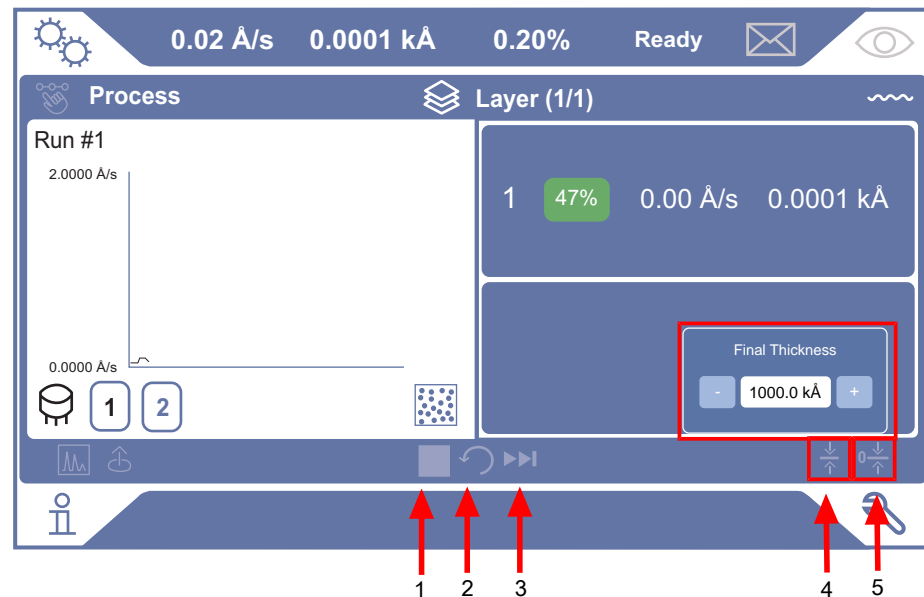 0.02 Å/s 0.0001 kÅ 0.20% Ready
Process
Layer (1/1)
Run #1
2.0000 Å/s
0.0000 Å/s
1 2
1 47% 0.00 Å/s 0.0001 kÅ
Final Thickness
- 1000.0 kÅ +
0
1 2 3 4 5